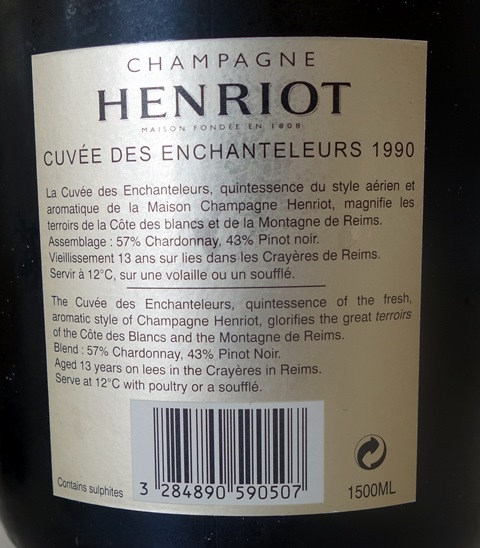 CHAMPAGNE
HENRIOT
MAISON FONDÉE EN 1808
CUVÉE DES ENCHANTELEURS 1990
La Cuvée des Enchanteleurs, quintessence du style aérien et
aromatique de la Maison Champagne Henriot, magnifie les
terroirs de la Côte des blancs et de la Montagne de Reims.
Assemblage : 57% Chardonnay, 43% Pinot noir.
Vieillissement 13 ans sur lies dans les Crayères de Reims.
Servir à 12°C, sur une volaille ou un soufflé.
The Cuvée des Enchanteleurs, quintessence of the fresh,
aromatic style of Champagne Henriot, glorifies the great terroirs
of the Côte des Blancs and the Montagne de Reims.
Blend : 57% Chardonnay, 43% Pinot Noir.
Aged 13 years on lees in the Crayères in Reims.
Serve at 12°C with poultry or a soufflé.
Contains sulphites
3 284890 590507
1500ML